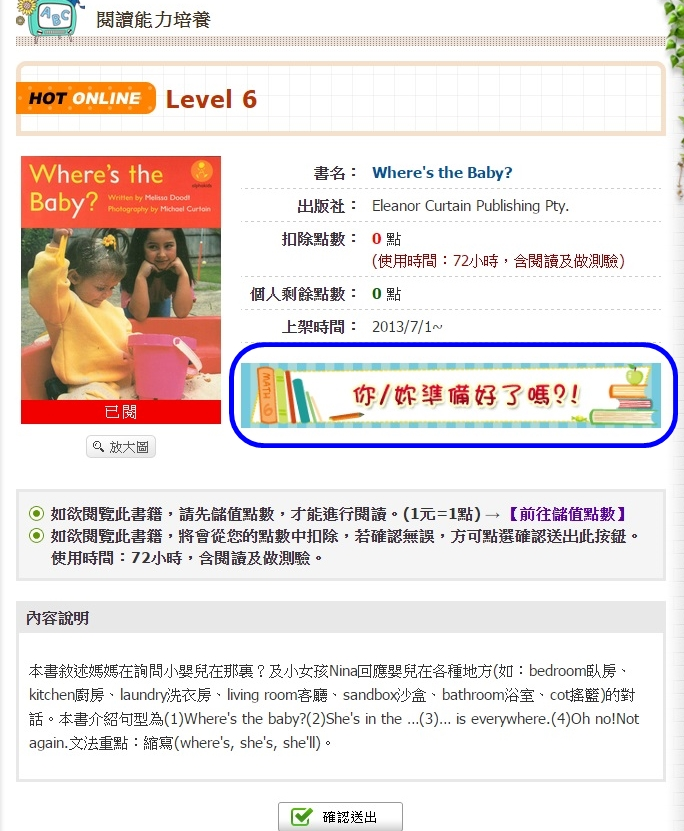 ABC
閱讀能力培養
HOT ONLINE Level 6
Where's the
Baby?
Written by Melissa Doodt
Photography by Michael Curtain
已閱
放大圖
書名： Where's the Baby?
出版社： Eleanor Curtain Publishing Pty.
扣除點數： 0 點
(使用時間：72小時，含閱讀及做測驗)
個人剩餘點數： 0 點
上架時間： 2013/7/1~
MATH
你/妳準備好了嗎?!
如欲閱覽此書籍，請先儲值點數，才能進行閱讀。(1元=1點) →【前往儲值點數】
如欲閱覽此書籍，將會從您的點數中扣除，若確認無誤，方可點選確認送出此按鈕。
使用時間：72小時，含閱讀及做測驗。
內容說明
本書敘述媽媽在詢問小嬰兒在那裏？及小女孩Nina回應嬰兒在各種地方(如：bedroom臥房、
kitchen廚房、laundry洗衣房、living room客廳、sandbox沙盒、bathroom浴室、cot搖籃)的對
話。本書介紹句型為(1)Where's the baby?(2)She's in the ...(3)... is everywhere.(4)Oh no!Not
again.文法重點：縮寫(where's, she's, she'll)。
確認送出